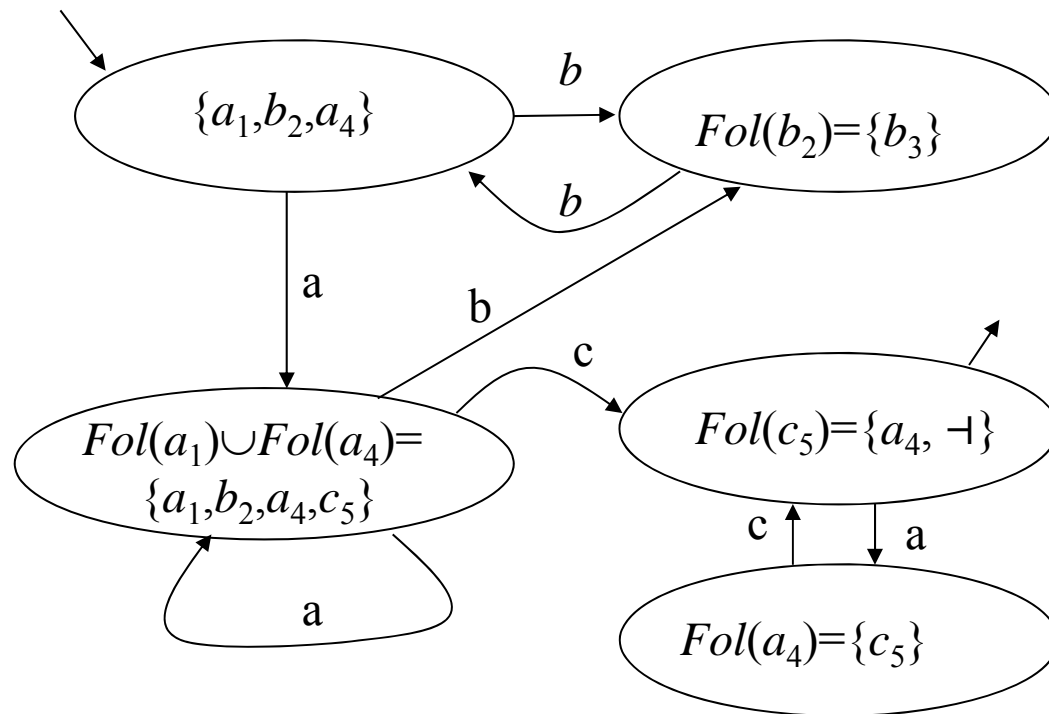 b
{a₁,b₂,a₄}
Fol(b₂)={b₃}
b
a
b
c
Fol(a₁)∪Fol(a₄)=
{a₁,b₂,a₄,c₅}
Fol(c₅)={a₄, ⊣}
c
a
a
Fol(a₄)={c₅}